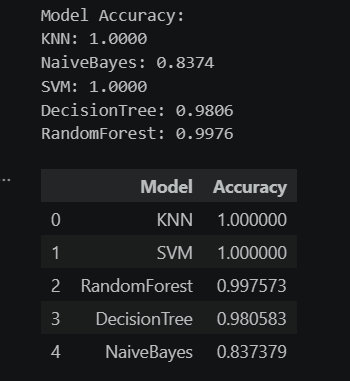 Model Accuracy:
KNN: 1.0000
NaiveBayes: 0.8374
SVM: 1.0000
DecisionTree: 0.9806
RandomForest: 0.9976
..
Model Accuracy
0 KNN 1.000000
1 SVM 1.000000
2 RandomForest 0.997573
3 DecisionTree 0.980583
4 NaiveBayes 0.837379